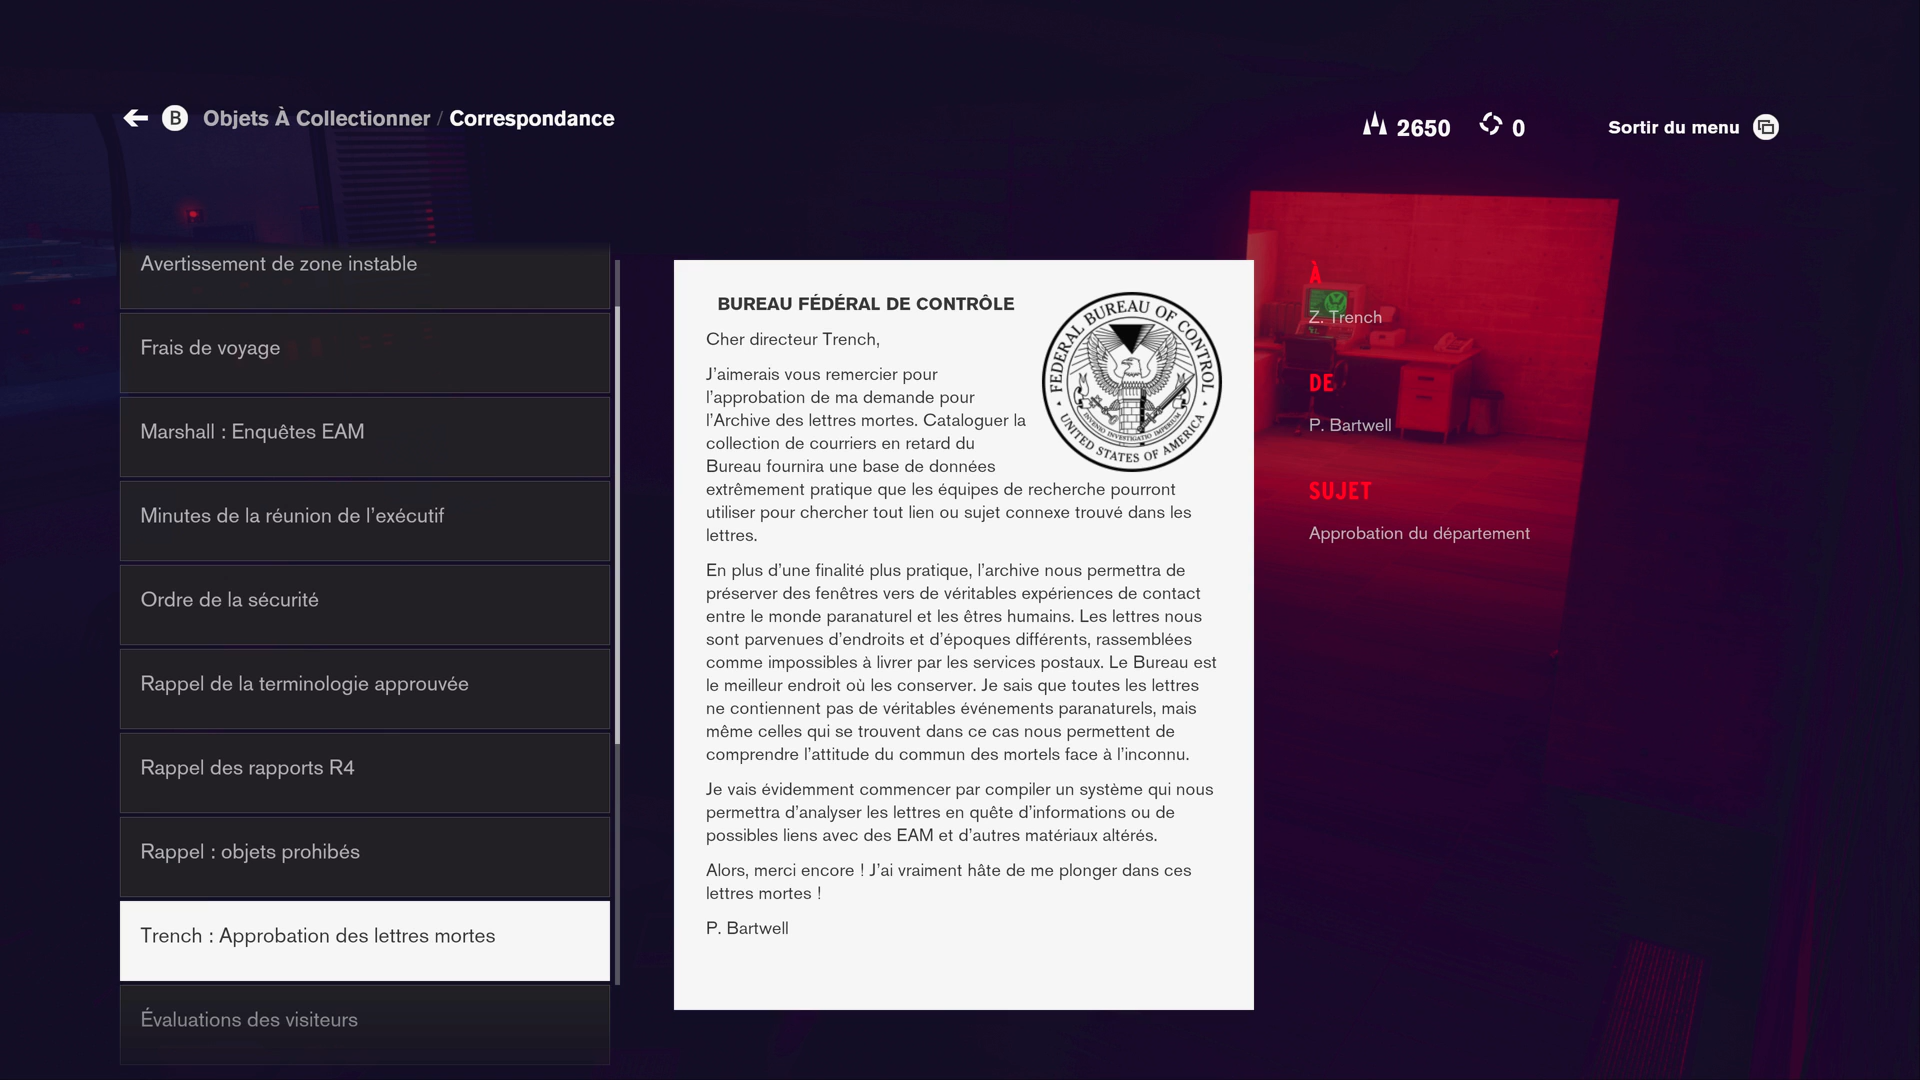 B Objets À Collectionner / Correspondance
2650 0 Sortir du menu
Avertissement de zone instable
Frais de voyage
Marshall : Enquêtes EAM
Minutes de la réunion de l'exécutif
Ordre de la sécurité
Rappel de la terminologie approuvée
Rappel des rapports R4
Rappel : objets prohibés
Trench : Approbation des lettres mortes
Évaluations des visiteurs
BUREAU FÉDÉRAL DE CONTRÔLE
FEDERAL BUREAU OF CONTROL
INVENIO INVESTIGATIO IMPERIUM
UNITED STATES OF AMERICA
Cher directeur Trench,
J'aimerais vous remercier pour
l'approbation de ma demande pour
l'Archive des lettres mortes. Cataloguer la
collection de courriers en retard du
Bureau fournira une base de données
extrêmement pratique que les équipes de recherche pourront
utiliser pour chercher tout lien ou sujet connexe trouvé dans les
lettres.
En plus d'une finalité plus pratique, l'archive nous permettra de
préserver des fenêtres vers de véritables expériences de contact
entre le monde paranaturel et les êtres humains. Les lettres nous
sont parvenues d'endroits et d'époques différents, rassemblées
comme impossibles à livrer par les services postaux. Le Bureau est
le meilleur endroit où les conserver. Je sais que toutes les lettres
ne contiennent pas de véritables événements paranaturels, mais
même celles qui se trouvent dans ce cas nous permettent de
comprendre l'attitude du commun des mortels face à l'inconnu.
Je vais évidemment commencer par compiler un système qui nous
permettra d'analyser les lettres en quête d'informations ou de
possibles liens avec des EAM et d'autres matériaux altérés.
Alors, merci encore ! J'ai vraiment hâte de me plonger dans ces
lettres mortes !
P. Bartwell
À
Z. Trench
DE
P. Bartwell
SUJET
Approbation du département